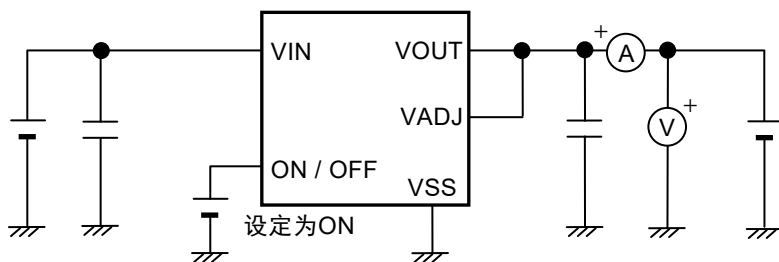 VIN
VOUT
+
A
VADJ
V
+
ON / OFF
VSS
设定为ON